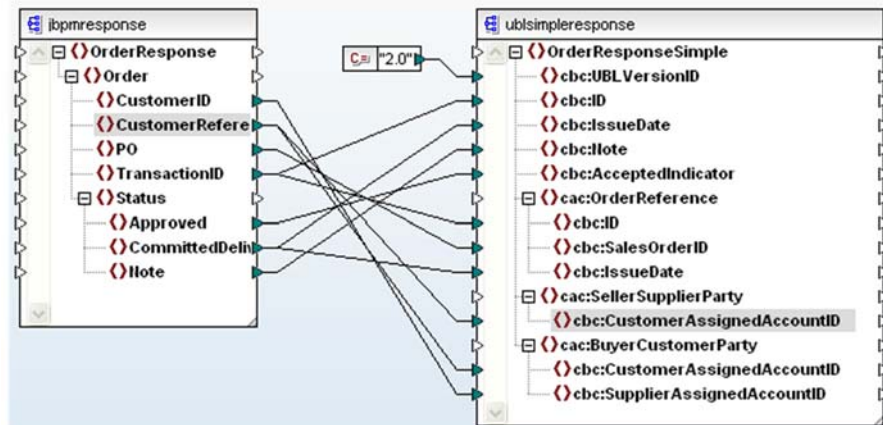 jbpmresponse
OrderResponse
Order
CustomerID
CustomerRefere
PO
TransactionID
Status
Approved
CommittedDeliv
Note
C= "2.0"
ublsimpleresponse
OrderResponseSimple
cbc:UBLVersionID
cbc:ID
cbc:IssueDate
cbc:Note
cbc:AcceptedIndicator
cac:OrderReference
cbc:ID
cbc:SalesOrderID
cbc:IssueDate
cac:SellerSupplierParty
cbc:CustomerAssignedAccountID
cac:BuyerCustomerParty
cbc:CustomerAssignedAccountID
cbc:SupplierAssignedAccountID